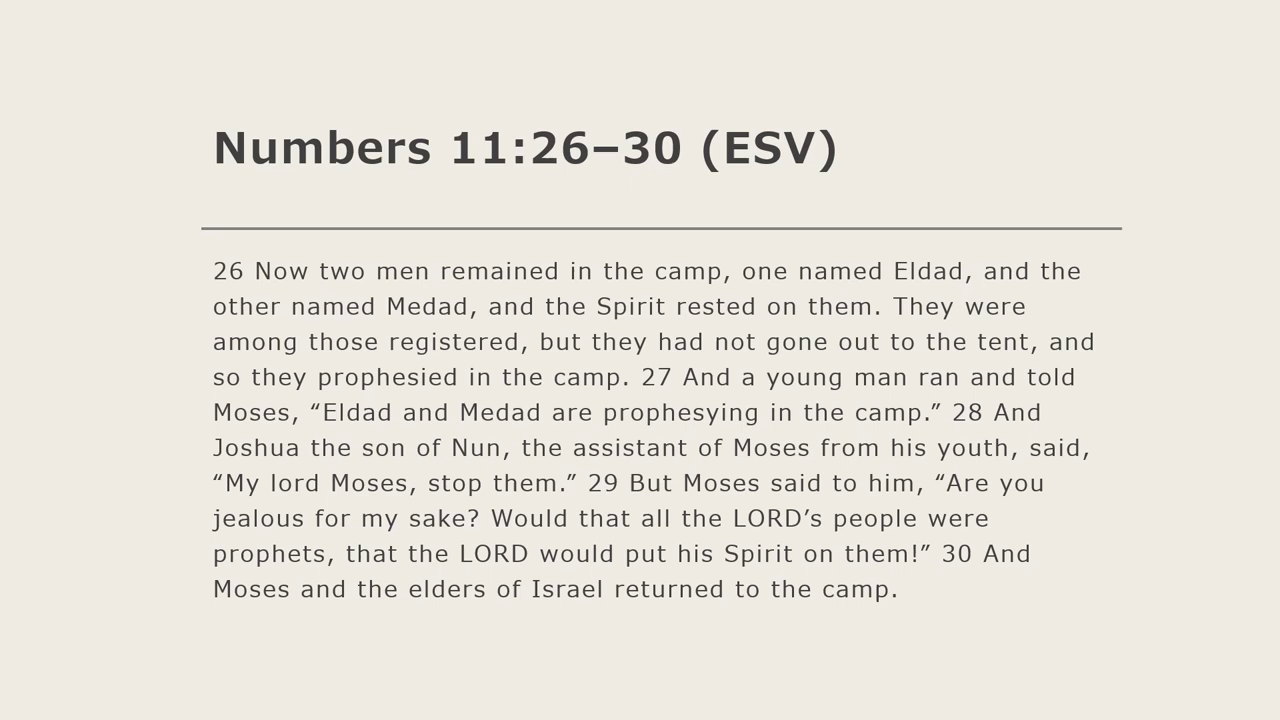 Numbers 11:26–30 (ESV)
26 Now two men remained in the camp, one named Eldad, and the
other named Medad, and the Spirit rested on them. They were
among those registered, but they had not gone out to the tent, and
so they prophesied in the camp. 27 And a young man ran and told
Moses, “Eldad and Medad are prophesying in the camp.” 28 And
Joshua the son of Nun, the assistant of Moses from his youth, said,
“My lord Moses, stop them.” 29 But Moses said to him, “Are you
jealous for my sake? Would that all the LORD’s people were
prophets, that the LORD would put his Spirit on them!” 30 And
Moses and the elders of Israel returned to the camp.